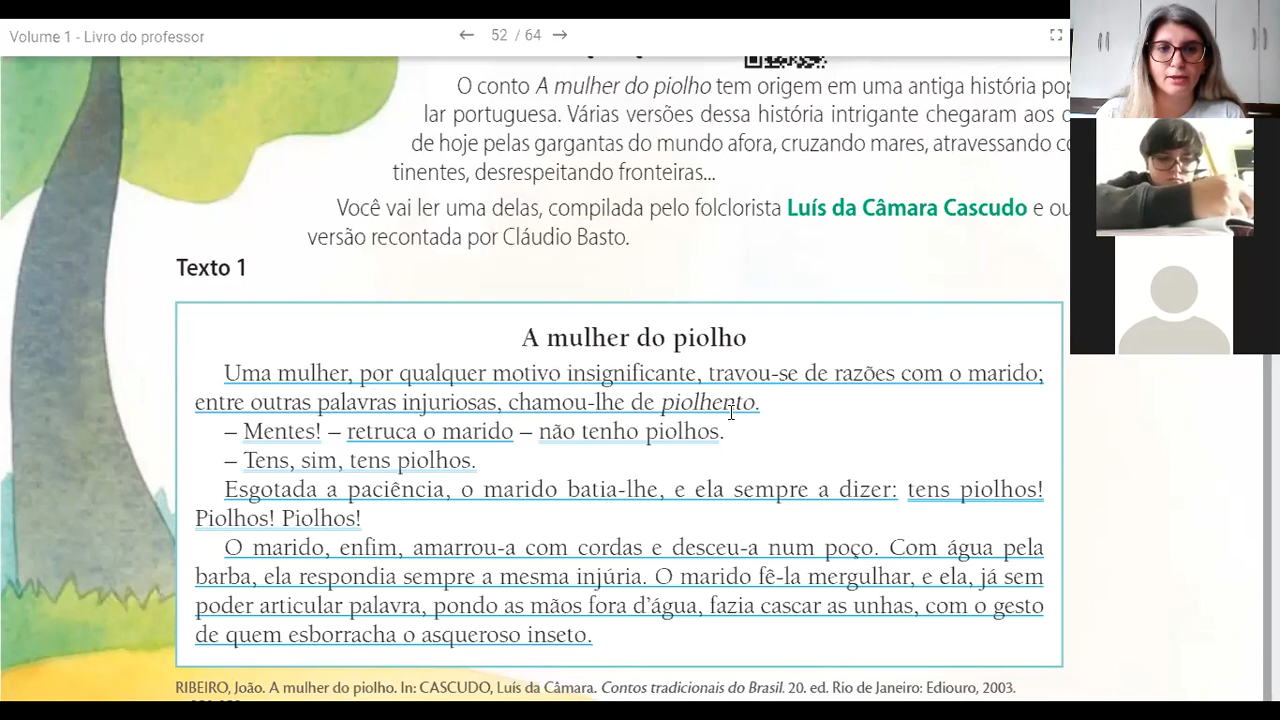 Volume 1 - Livro do professor
52 / 64
O conto A mulher do piolho tem origem em uma antiga história pop
lar portuguesa. Várias versões dessa história intrigante chegaram aos
de hoje pelas gargantas do mundo afora, cruzando mares, atravessando co
tinentes, desrespeitando fronteiras...
Você vai ler uma delas, compilada pelo folclorista Luís da Câmara Cascudo e ou
versão recontada por Cláudio Basto.
Texto 1
A mulher do piolho
Uma mulher, por qualquer motivo insignificante, travou-se de razões com o marido;
entre outras palavras injuriosas, chamou-lhe de piolhento.
– Mentes! – retruca o marido – não tenho piolhos.
– Tens, sim, tens piolhos.
Esgotada a paciência, o marido batia-lhe, e ela sempre a dizer: tens piolhos!
Piolhos! Piolhos!
O marido, enfim, amarrou-a com cordas e desceu-a num poço. Com água pela
barba, ela respondia sempre a mesma injúria. O marido fê-la mergulhar, e ela, já sem
poder articular palavra, pondo as mãos fora d'água, fazia cascar as unhas, com o gesto
de quem esborracha o asqueroso inseto.
RIBEIRO, João. A mulher do piolho. In: CASCUDO, Luís da Câmara. Contos tradicionais do Brasil. 20. ed. Rio de Janeiro: Ediouro, 2003.